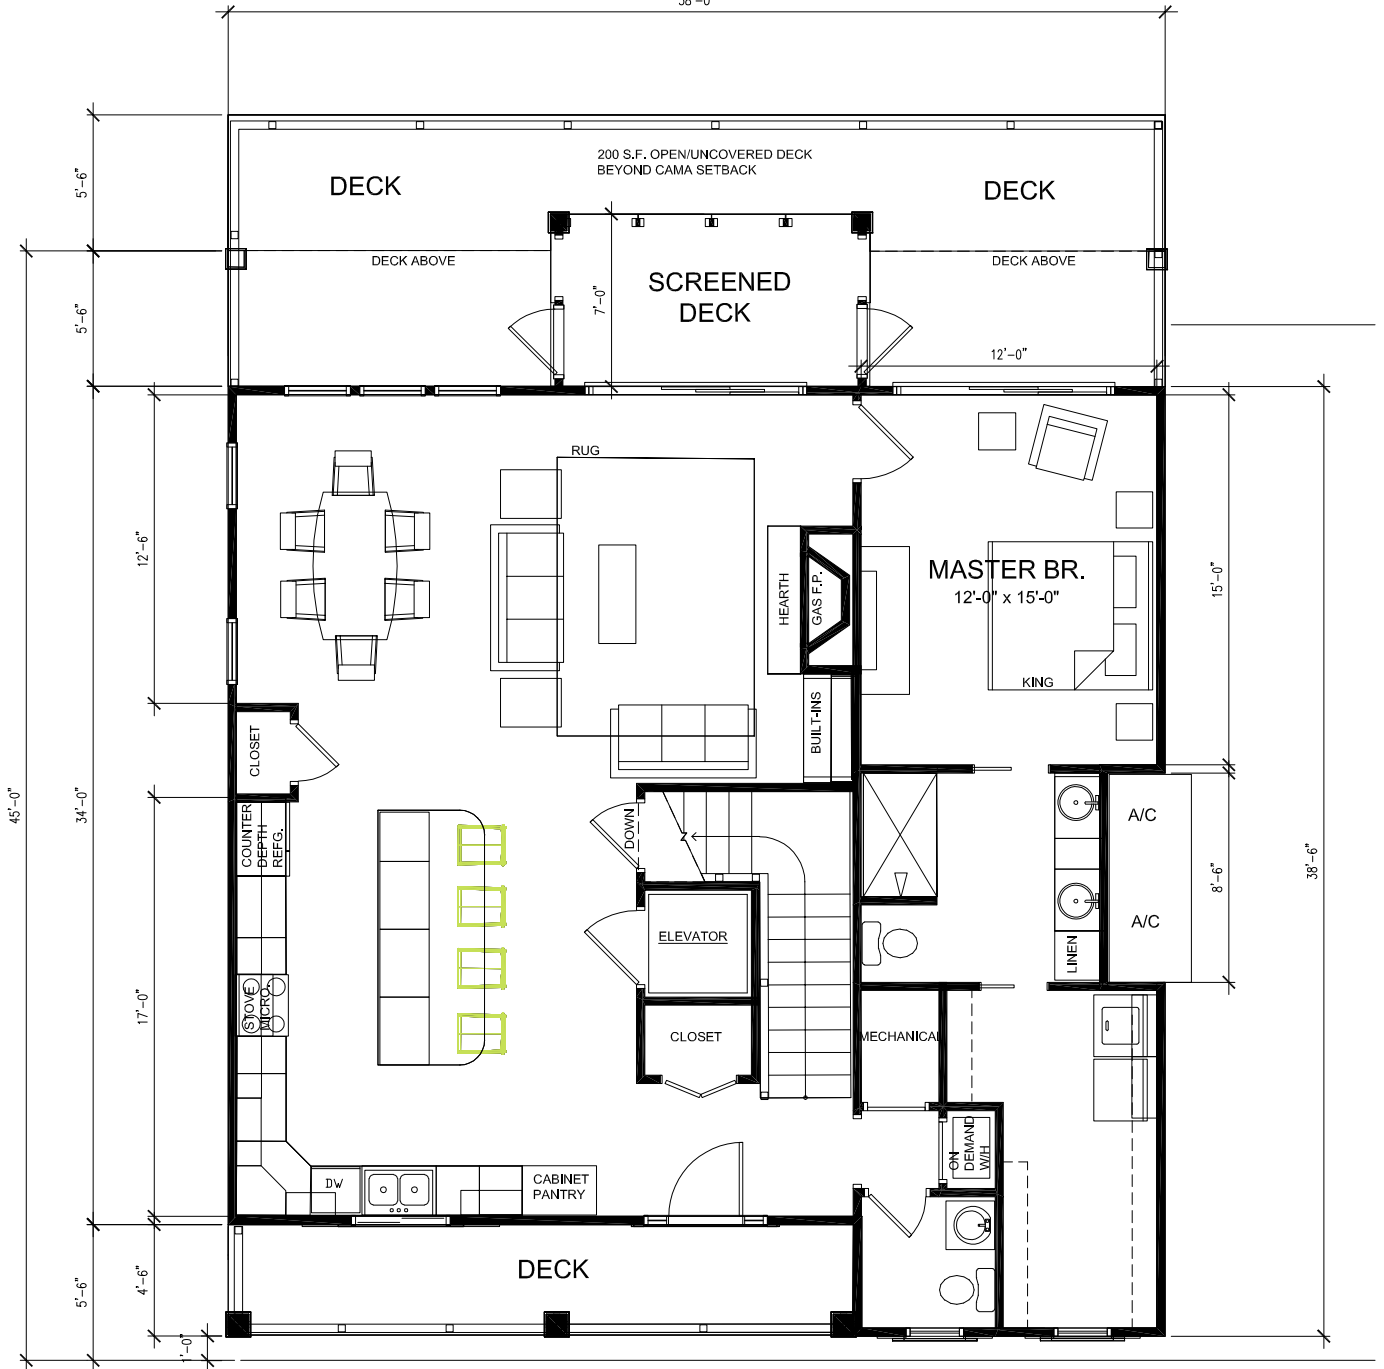 38'-0"
5'-6"
200 S.F. OPEN/UNCOVERED DECK
BEYOND CAMA SETBACK
DECK
DECK
DECK ABOVE
DECK ABOVE
SCREENED
DECK
7'-0"
5'-6"
12'-0"
RUG
12'-6"
HEARTH
GAS F.P.
MASTER BR.
12'-0" x 15'-0"
15'-0"
KING
BUILT-INS
CLOSET
45'-0"
34'-0"
COUNTER
DEPTH
REFG.
DOWN
A/C
8'-6"
38'-6"
A/C
ELEVATOR
LINEN
17'-0"
STOVE
MICRO.
CLOSET
MECHANICAL
ON
DEMAND
W/H
DW
CABINET
PANTRY
DECK
5'-6"
4'-6"
1'-0"